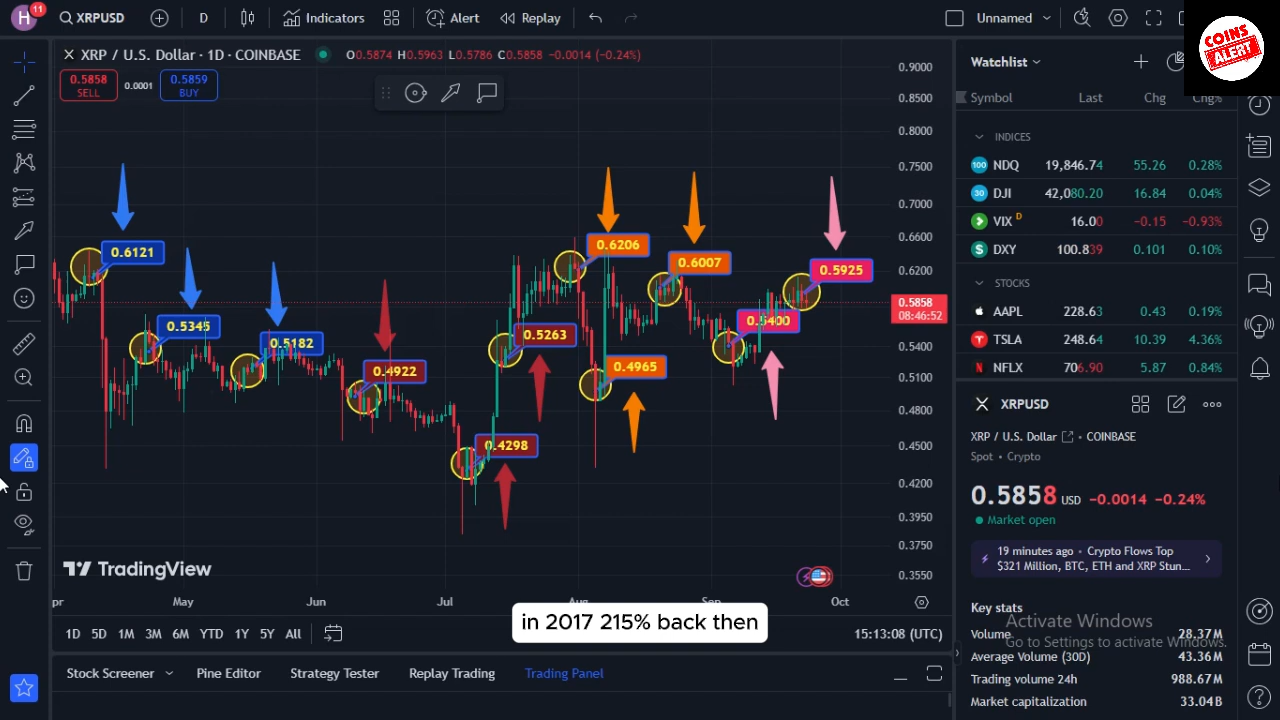 H
11
XRPUSD
D
Indicators
Alert
Replay
Unnamed
COINS
ALERT
XRP / U.S. Dollar · 1D · COINBASE
O0.5874 H0.5963 L0.5786 C0.5858 -0.0014 (-0.24%)
0.5858
SELL
0.0001
0.5859
BUY
0.6121
0.5345
0.5182
0.4922
0.4298
0.5263
0.6206
0.4965
0.6007
0.5400
0.5925
0.9000
0.8500
0.8000
0.7500
0.7000
0.6600
0.6200
0.5858
08:46:52
0.5400
0.5100
0.4800
0.4500
0.4200
0.3950
0.3750
0.3550
TradingView
pr May Jun Jul Aug Sep Oct
in 2017 215% back then
1D 5D 1M 3M 6M YTD 1Y 5Y All
15:13:08 (UTC)
Stock Screener
Pine Editor
Strategy Tester
Replay Trading
Trading Panel
Watchlist
Symbol Last Chg Chg%
INDICES
100 NDQ 19,846.74 55.26 0.28%
30 DJI 42,080.20 16.84 0.04%
VIX D 16.00 -0.15 -0.93%
$ DXY 100.839 0.101 0.10%
STOCKS
AAPL 228.63 0.43 0.19%
TSLA 248.64 10.39 4.36%
N NFLX 706.90 5.87 0.84%
XRPUSD
XRP / U.S. Dollar · COINBASE
Spot · Crypto
0.5858 USD -0.0014 -0.24%
Market open
19 minutes ago · Crypto Flows Top
$321 Million, BTC, ETH and XRP Stun...
Key stats
Activate Windows
Go to Settings to activate Windows.
Volume 28.37M
Average Volume (30D) 43.36M
Trading volume 24h 988.67M
Market capitalization 33.04B